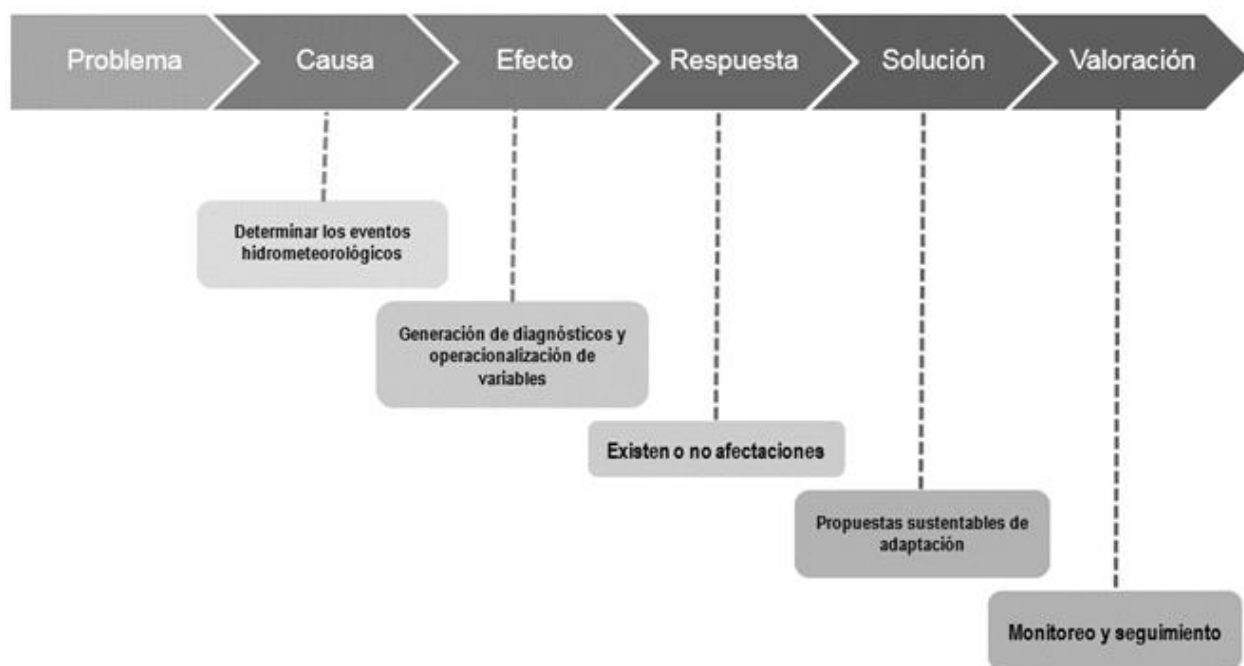 Problema
Causa
Efecto
Respuesta
Solución
Valoración
Determinar los eventos
hidrometeorológicos
Generación de diagnósticos y
operacionalización de
variables
Existen o no afectaciones
Propuestas sustentables de
adaptación
Monitoreo y seguimiento